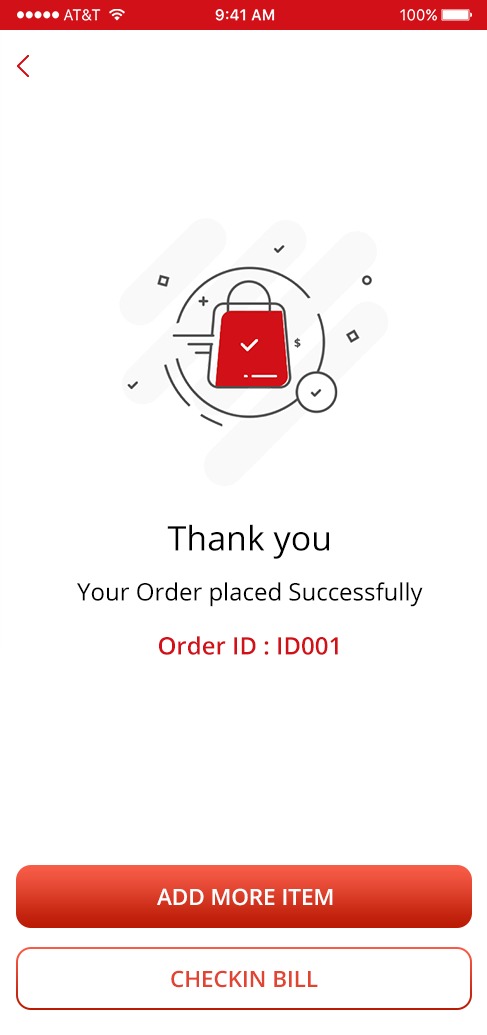 AT&T 9:41 AM 100%
$
Thank you
Your Order placed Successfully
Order ID : ID001
ADD MORE ITEM
CHECKIN BILL